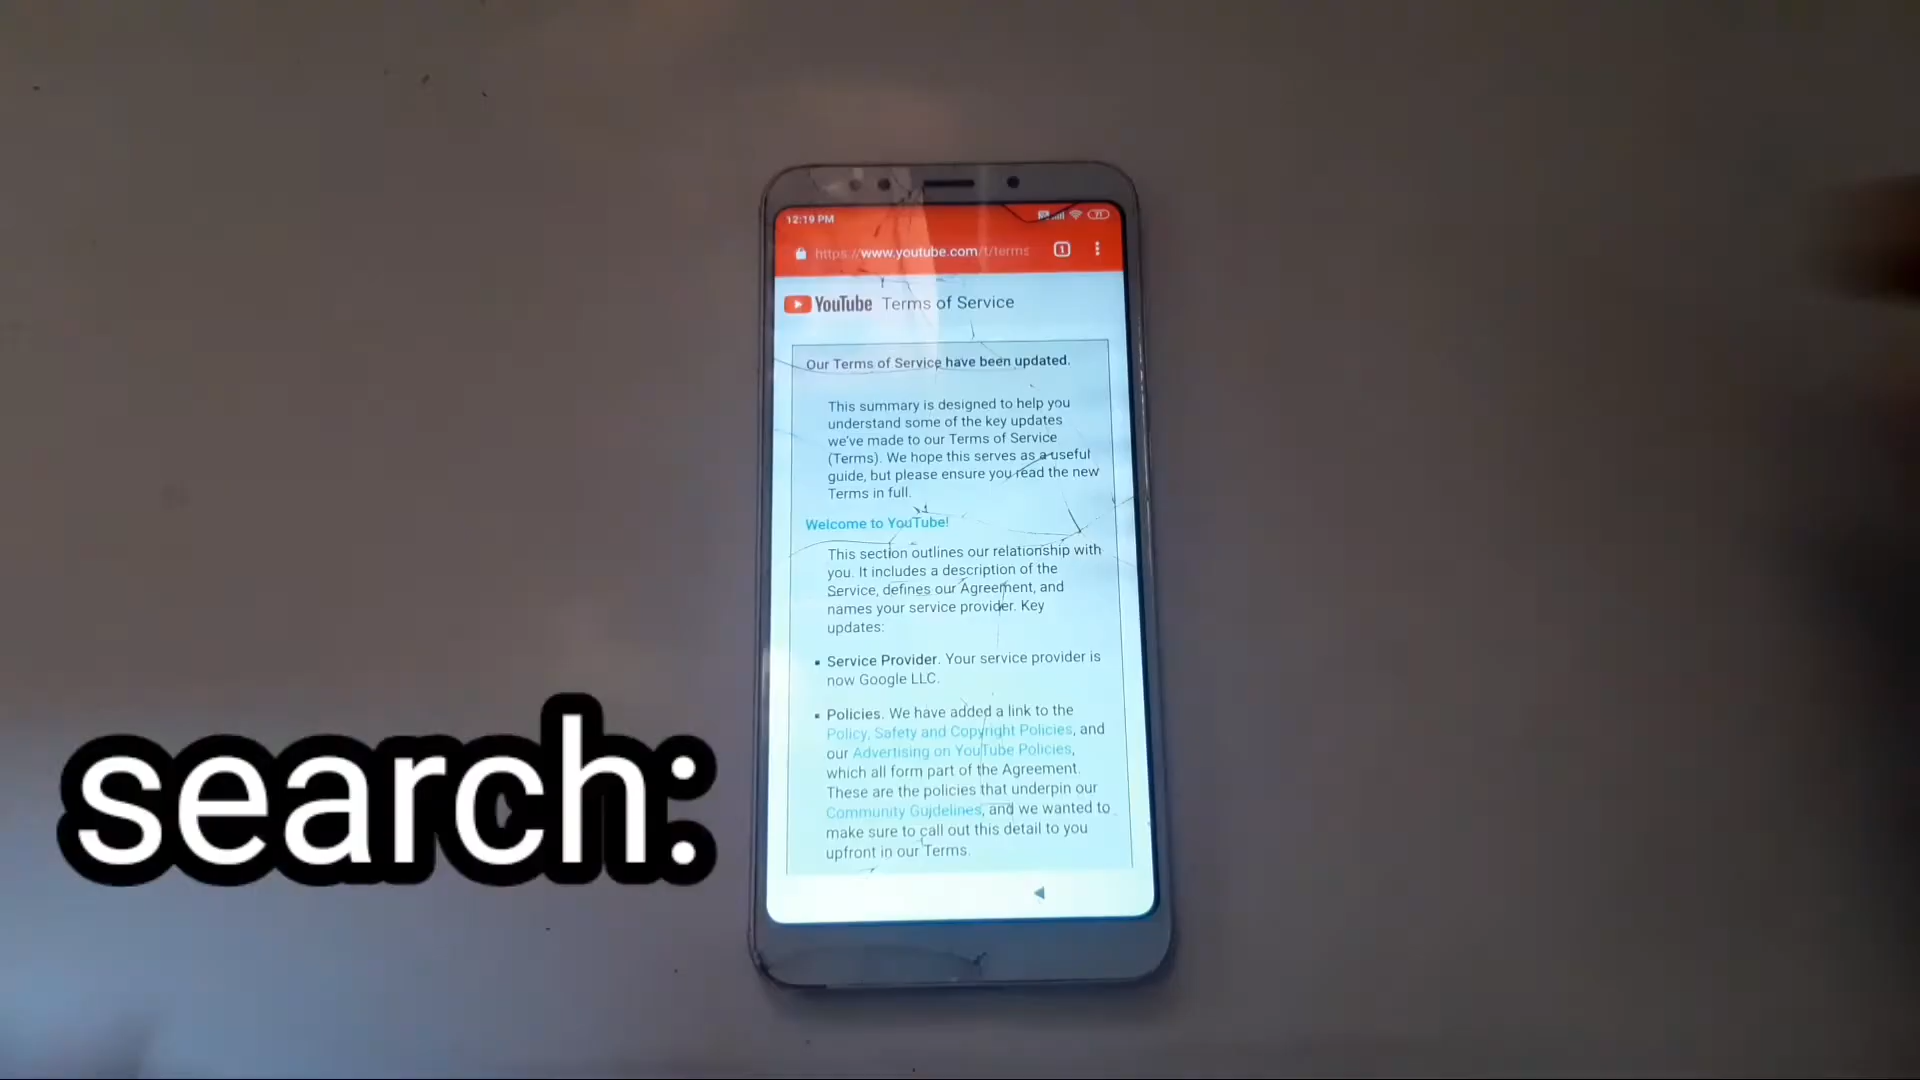 12:19 PM
71
https://www.youtube.com/t/terms
1
YouTube Terms of Service
Our Terms of Service have been updated.
This summary is designed to help you
understand some of the key updates
we've made to our Terms of Service
(Terms). We hope this serves as a useful
guide, but please ensure you read the new
Terms in full.
Welcome to YouTube!
This section outlines our relationship with
you. It includes a description of the
Service, defines our Agreement, and
names your service provider. Key
updates:
▪ Service Provider. Your service provider is
now Google LLC.
▪ Policies. We have added a link to the
Policy, Safety and Copyright Policies, and
our Advertising on YouTube Policies,
which all form part of the Agreement.
These are the policies that underpin our
Community Guidelines, and we wanted to
make sure to call out this detail to you
upfront in our Terms.
search: